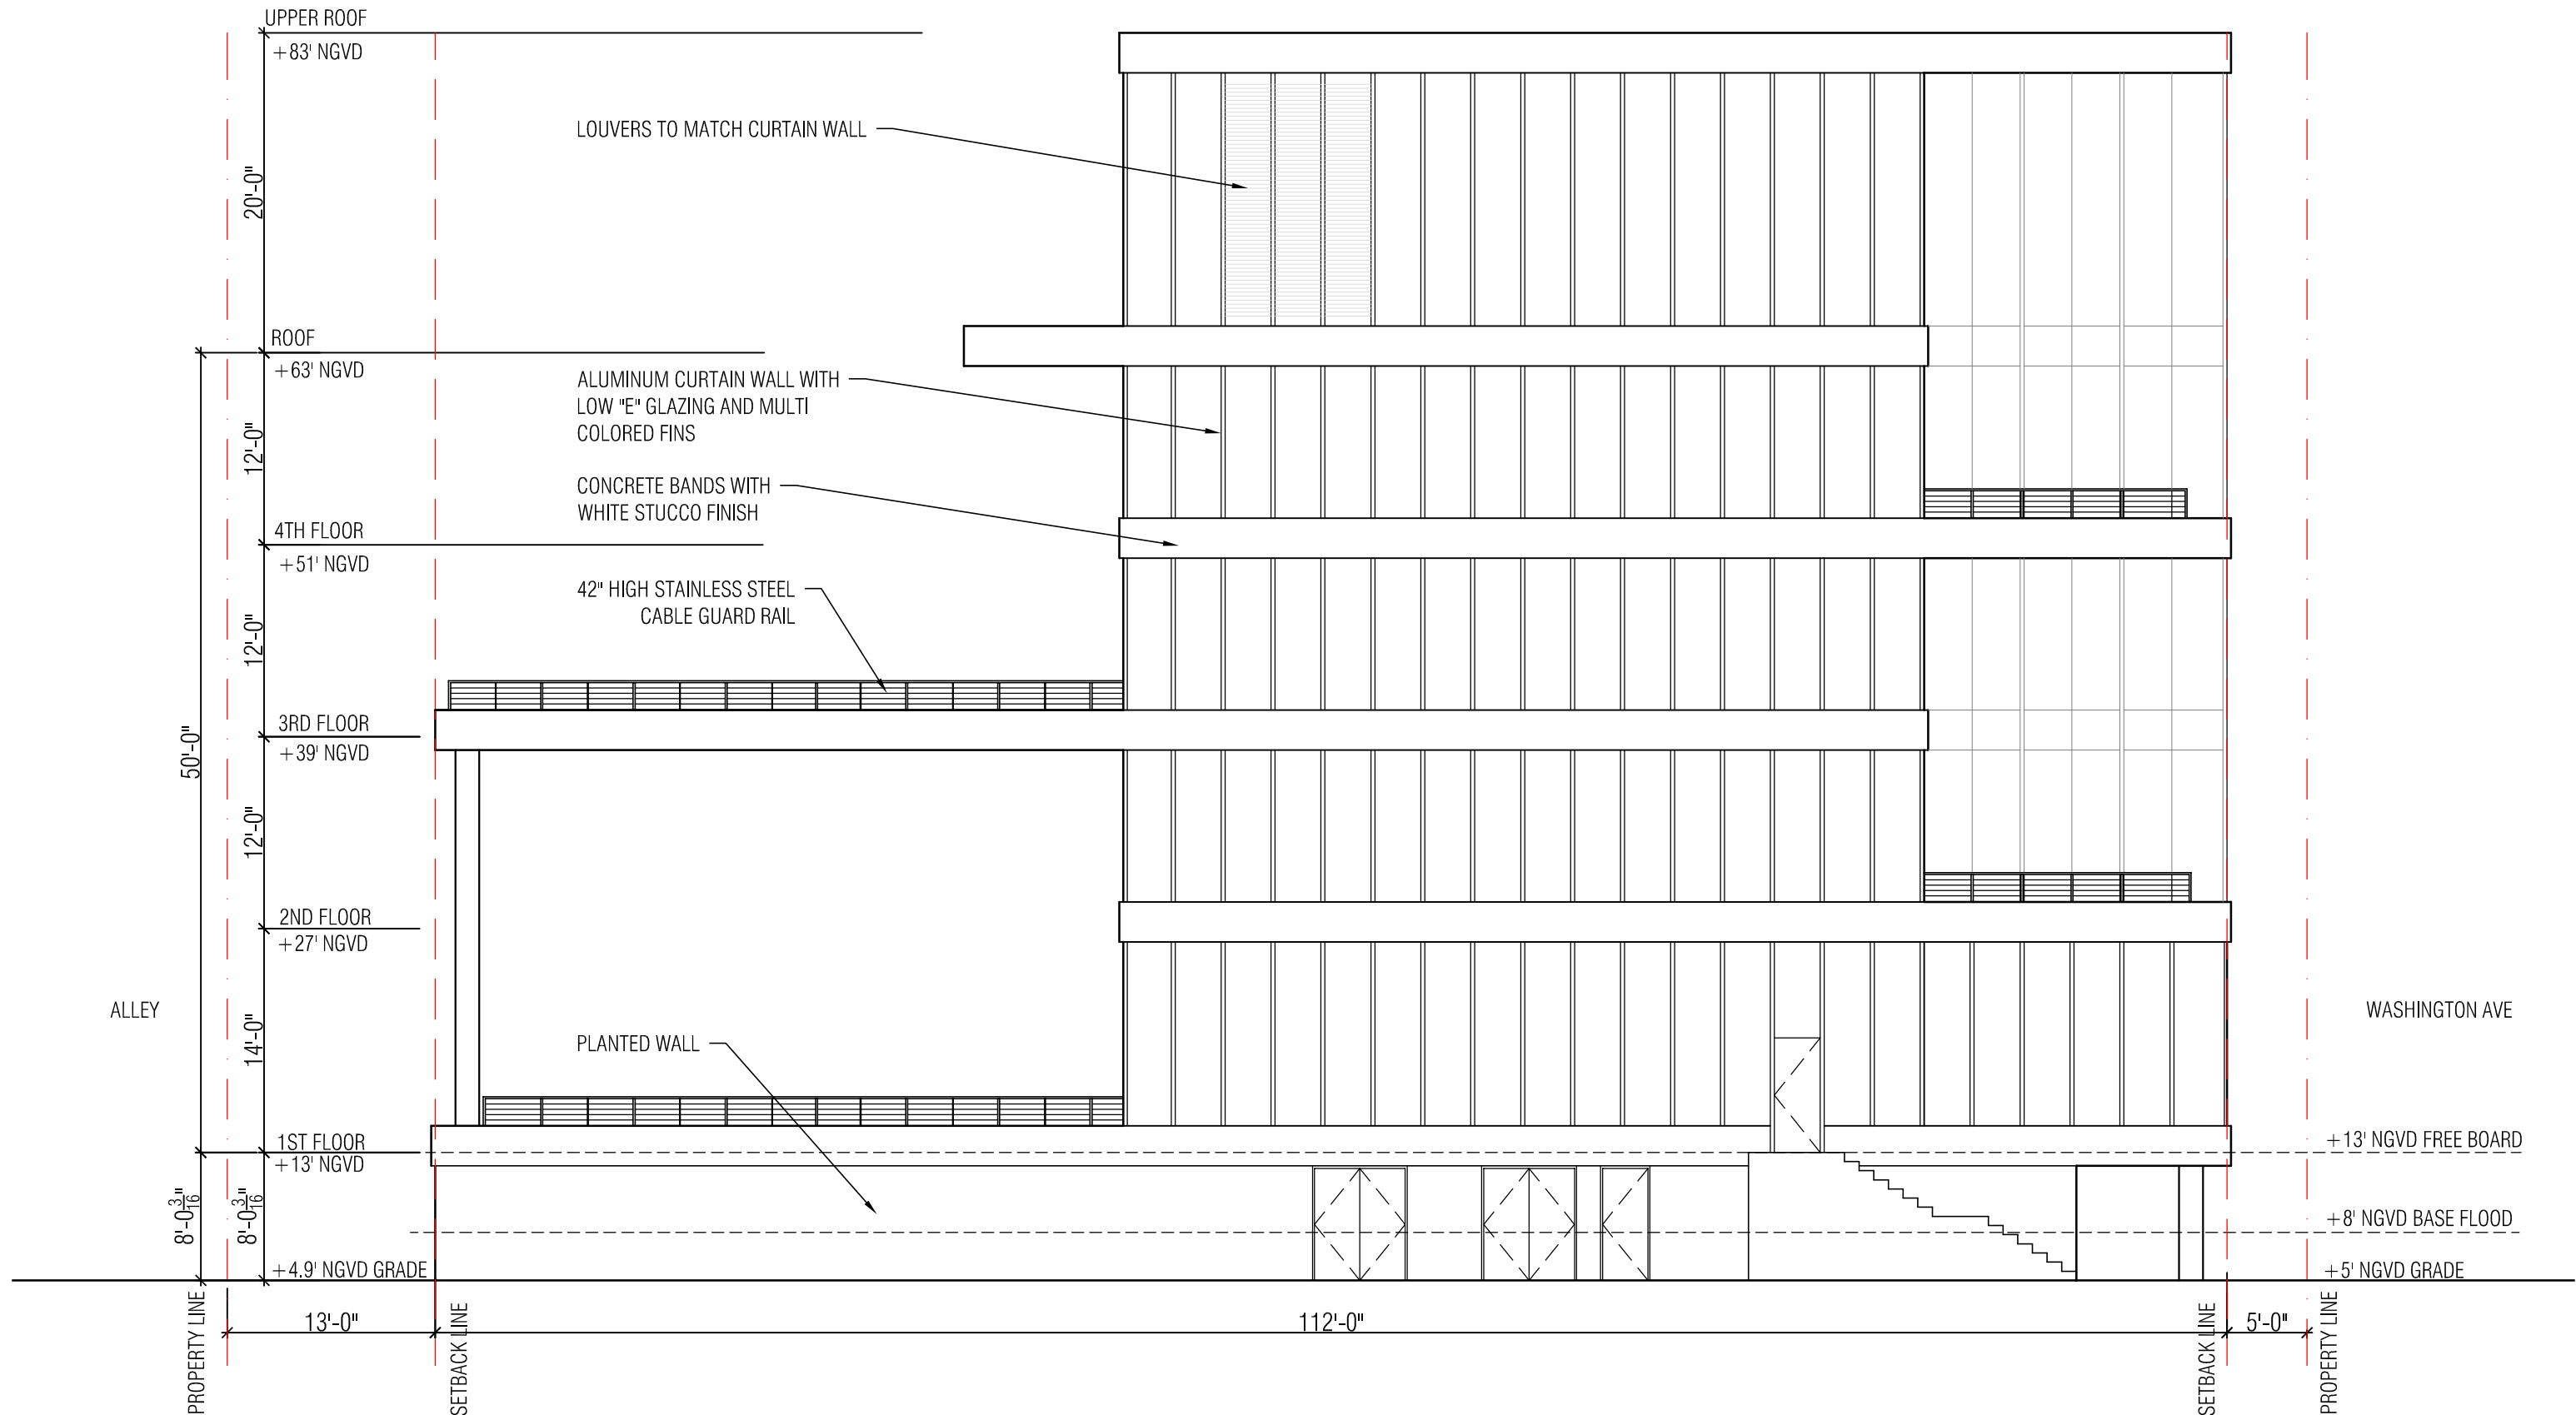 UPPER ROOF
+83' NGVD
LOUVERS TO MATCH CURTAIN WALL
20'-0"
ROOF
+63' NGVD
ALUMINUM CURTAIN WALL WITH
LOW "E" GLAZING AND MULTI
COLORED FINS
12'-0"
CONCRETE BANDS WITH
WHITE STUCCO FINISH
4TH FLOOR
+51' NGVD
42" HIGH STAINLESS STEEL
CABLE GUARD RAIL
12'-0"
3RD FLOOR
+39' NGVD
50'-0"
12'-0"
2ND FLOOR
+27' NGVD
ALLEY
WASHINGTON AVE
14'-0"
PLANTED WALL
1ST FLOOR
+13' NGVD
+13' NGVD FREE BOARD
8'-0 3/16"
8'-0 3/16"
+8' NGVD BASE FLOOD
+4.9' NGVD GRADE
+5' NGVD GRADE
PROPERTY LINE
13'-0"
SETBACK LINE
112'-0"
SETBACK LINE
5'-0"
PROPERTY LINE